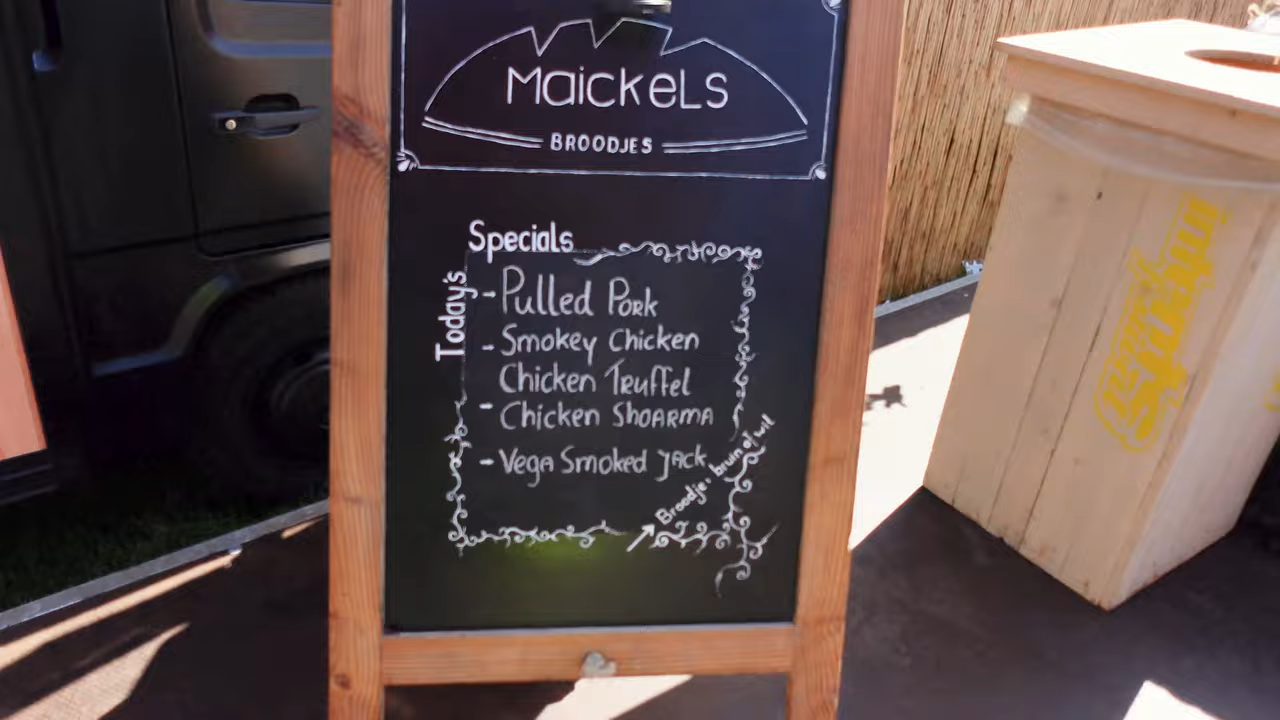 MaickeLs
BROODJES
Today's
Specials
- Pulled Pork
- Smokey Chicken
Chicken Truffel
- Chicken ShoARMA
- Vega Smoked JAck
Broodje: bruin of wit
intents